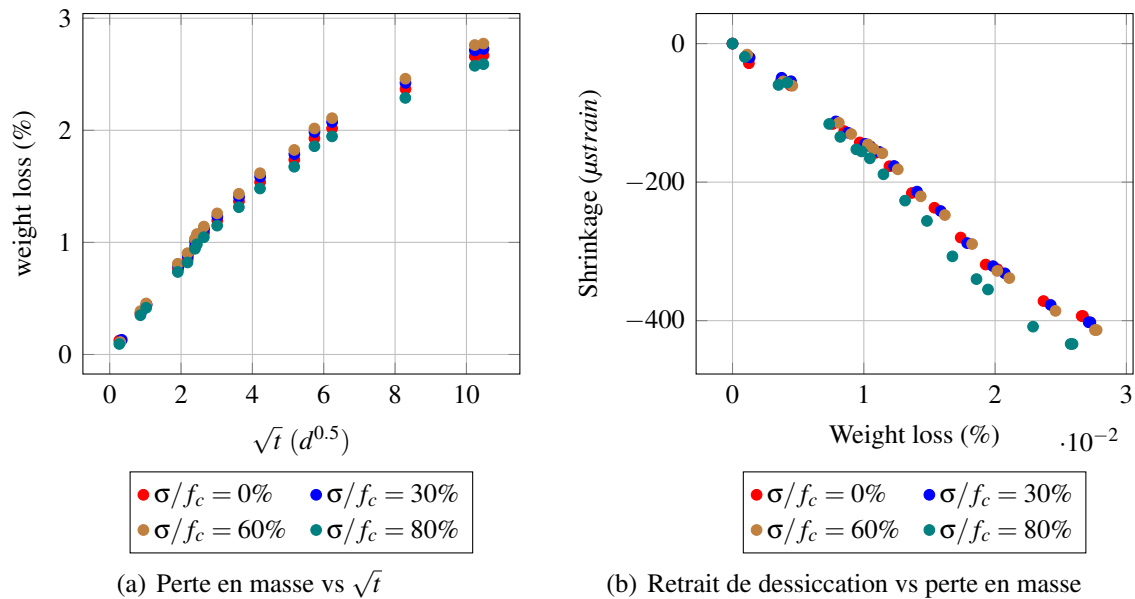 3
2
1
0
weight loss (%)
0 2 4 6 8 10
√t (d^0.5)
σ/f_c = 0% σ/f_c = 30%
σ/f_c = 60% σ/f_c = 80%
(a) Perte en masse vs √t
0
−200
−400
Shrinkage (μstrain)
0 1 2 3
Weight loss (%) ·10^−2
σ/f_c = 0% σ/f_c = 30%
σ/f_c = 60% σ/f_c = 80%
(b) Retrait de dessiccation vs perte en masse